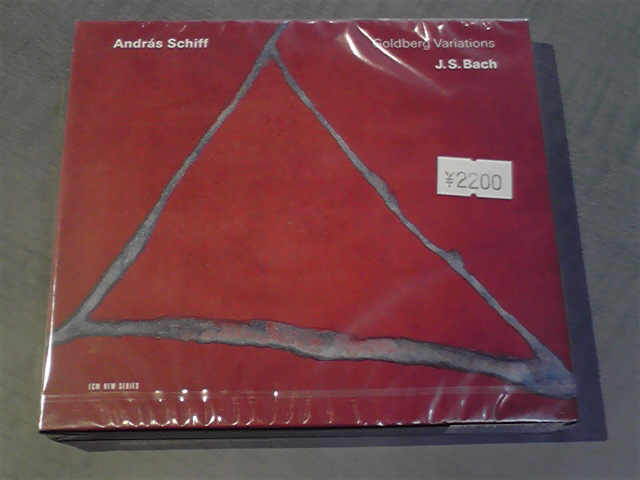 András Schiff
Goldberg Variations
J.S. Bach
¥2200
ECM NEW SERIES